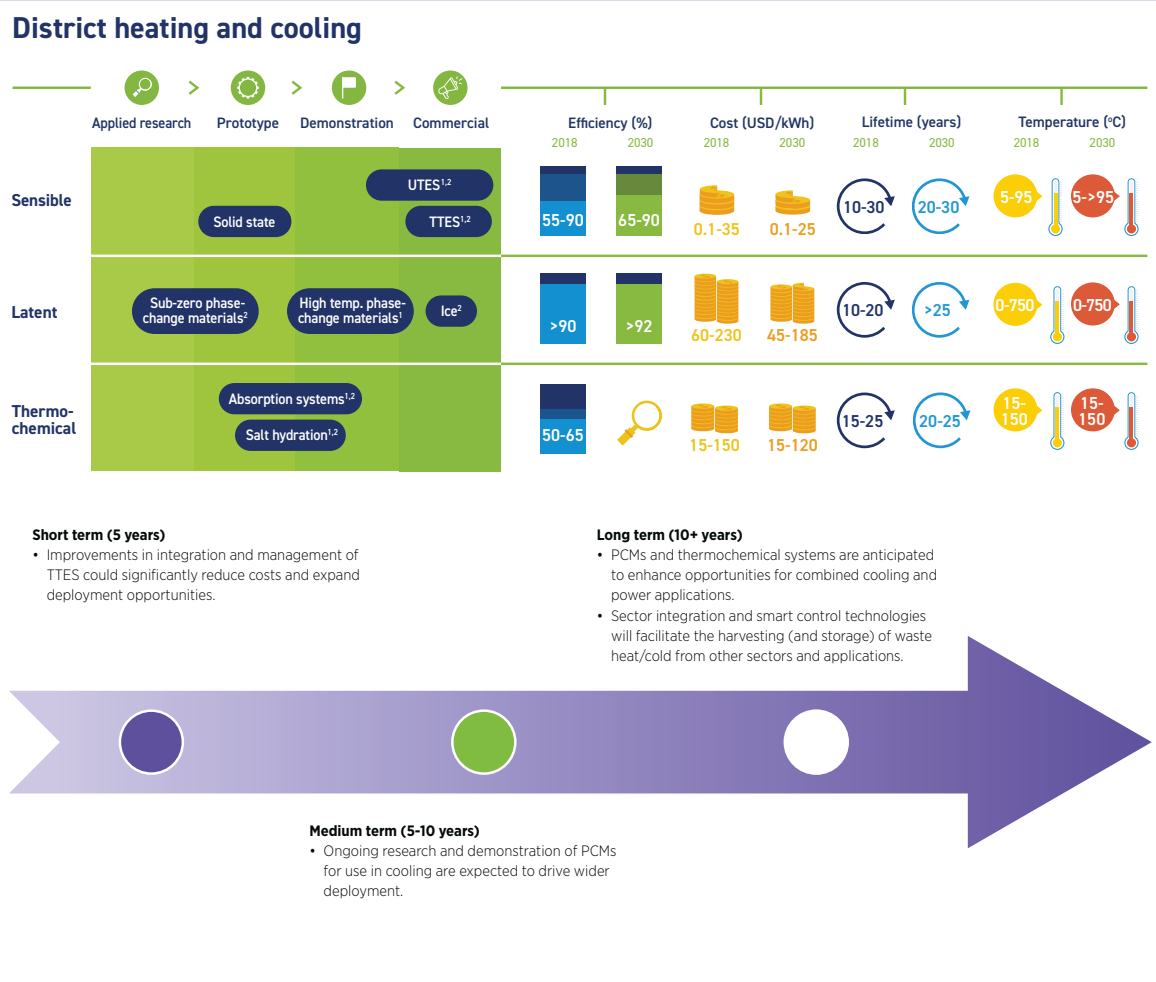 District heating and cooling
Applied research Prototype Demonstration Commercial
Efficiency (%) Cost (USD/kWh) Lifetime (years) Temperature (ºC)
2018 2030 2018 2030 2018 2030 2018 2030
Sensible
UTES¹,²
Solid state
TTES¹,²
55-90 65-90 0.1-35 0.1-25 10-30 20-30 5-95 5->95
Latent
Sub-zero phase-
change materials²
High temp. phase-
change materials¹
Ice²
>90 >92 60-230 45-185 10-20 >25 0-750 0-750
Thermo-
chemical
Absorption systems¹,²
Salt hydration¹,²
50-65 15-150 15-120 15-25 20-25
15-
150
15-
150
Short term (5 years)
• Improvements in integration and management of
TTES could significantly reduce costs and expand
deployment opportunities.
Long term (10+ years)
• PCMs and thermochemical systems are anticipated
to enhance opportunities for combined cooling and
power applications.
• Sector integration and smart control technologies
will facilitate the harvesting (and storage) of waste
heat/cold from other sectors and applications.
Medium term (5-10 years)
• Ongoing research and demonstration of PCMs
for use in cooling are expected to drive wider
deployment.